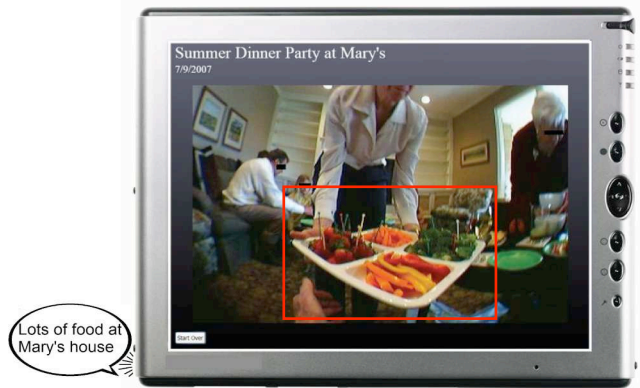 Summer Dinner Party at Mary's
7/9/2007
Start Over
Lots of food at
Mary's house